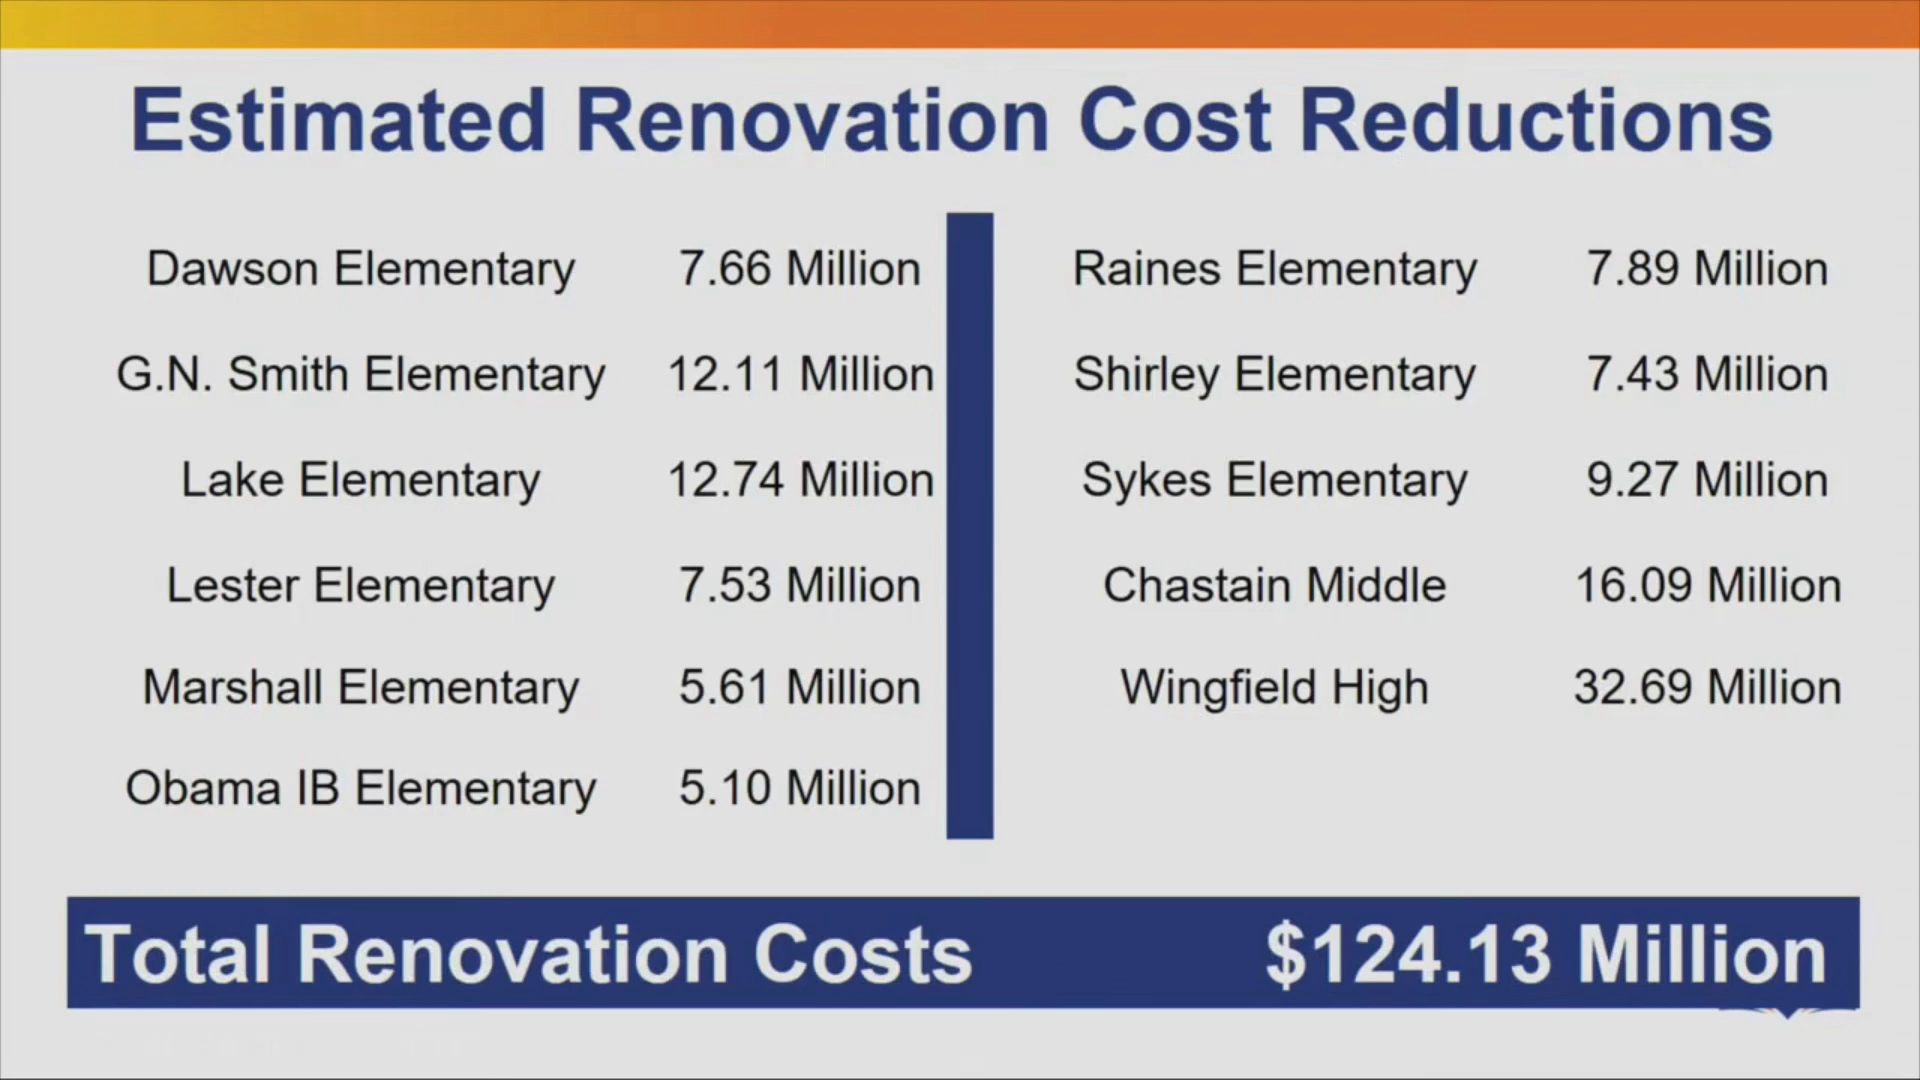 Estimated Renovation Cost Reductions
Dawson Elementary 7.66 Million
G.N. Smith Elementary 12.11 Million
Lake Elementary 12.74 Million
Lester Elementary 7.53 Million
Marshall Elementary 5.61 Million
Obama IB Elementary 5.10 Million
Raines Elementary 7.89 Million
Shirley Elementary 7.43 Million
Sykes Elementary 9.27 Million
Chastain Middle 16.09 Million
Wingfield High 32.69 Million
Total Renovation Costs $124.13 Million